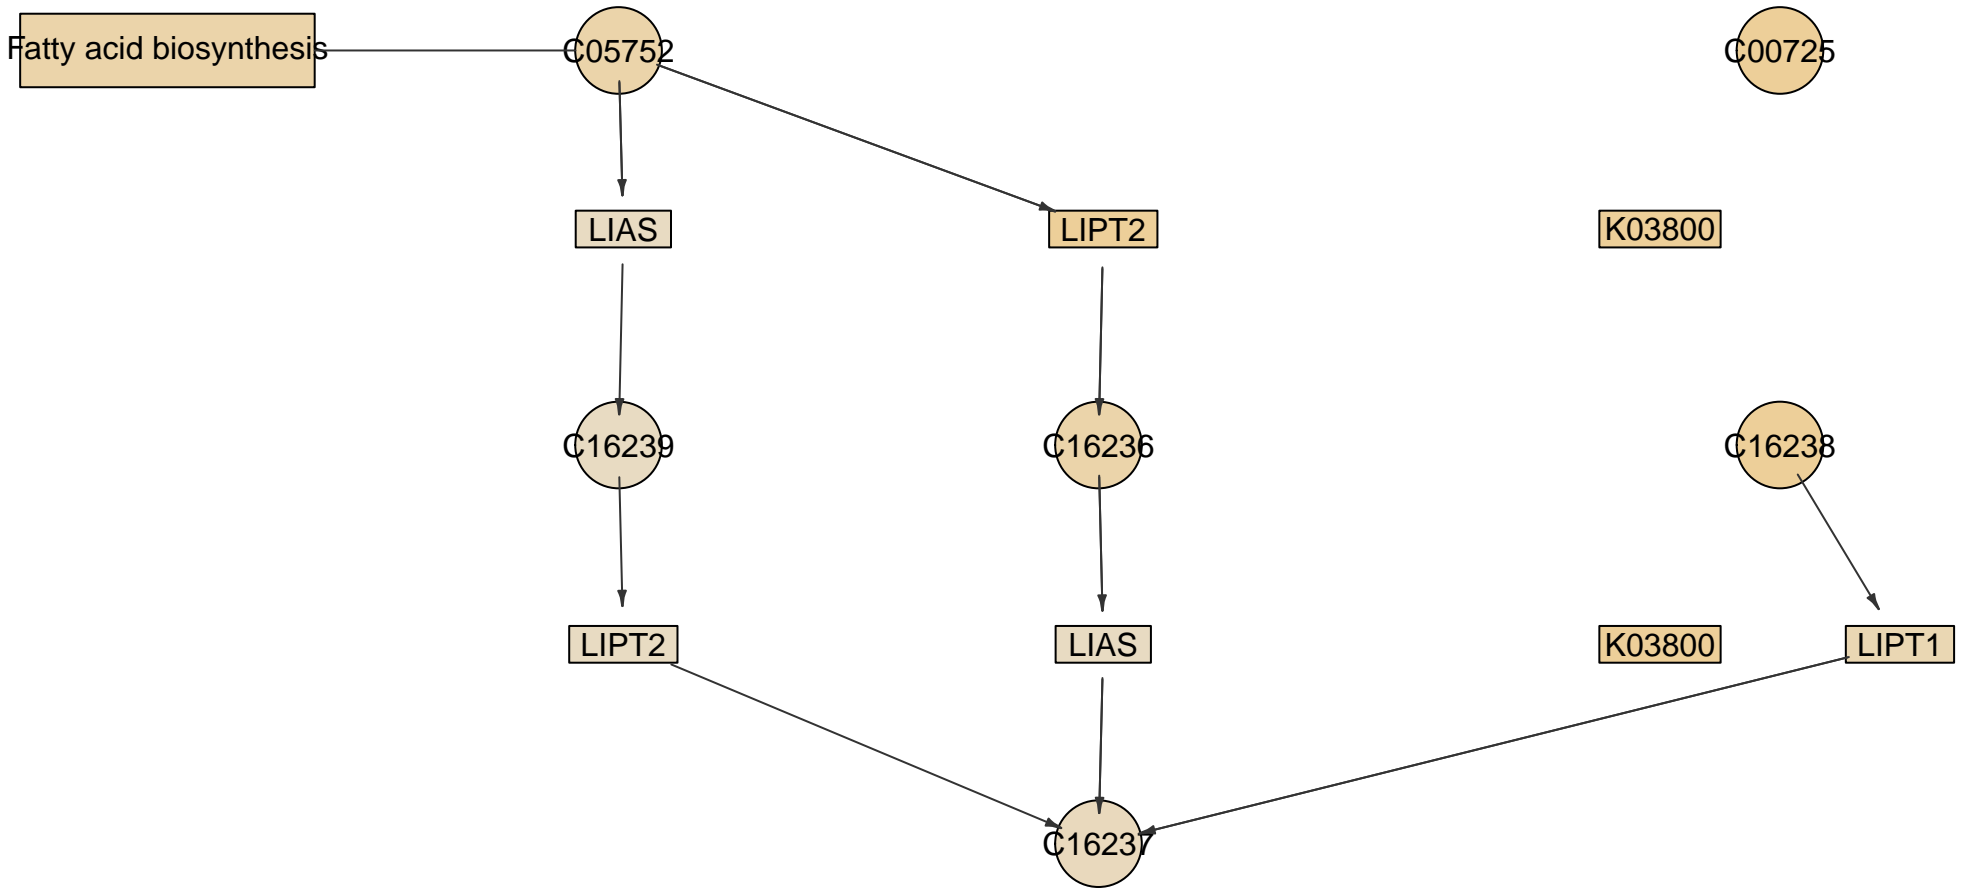 Fatty acid biosynthesis
C05752
C00725
LIAS
LIPT2
K03800
C16239
C16236
C16238
LIPT2
LIAS
K03800
LIPT1
C16237